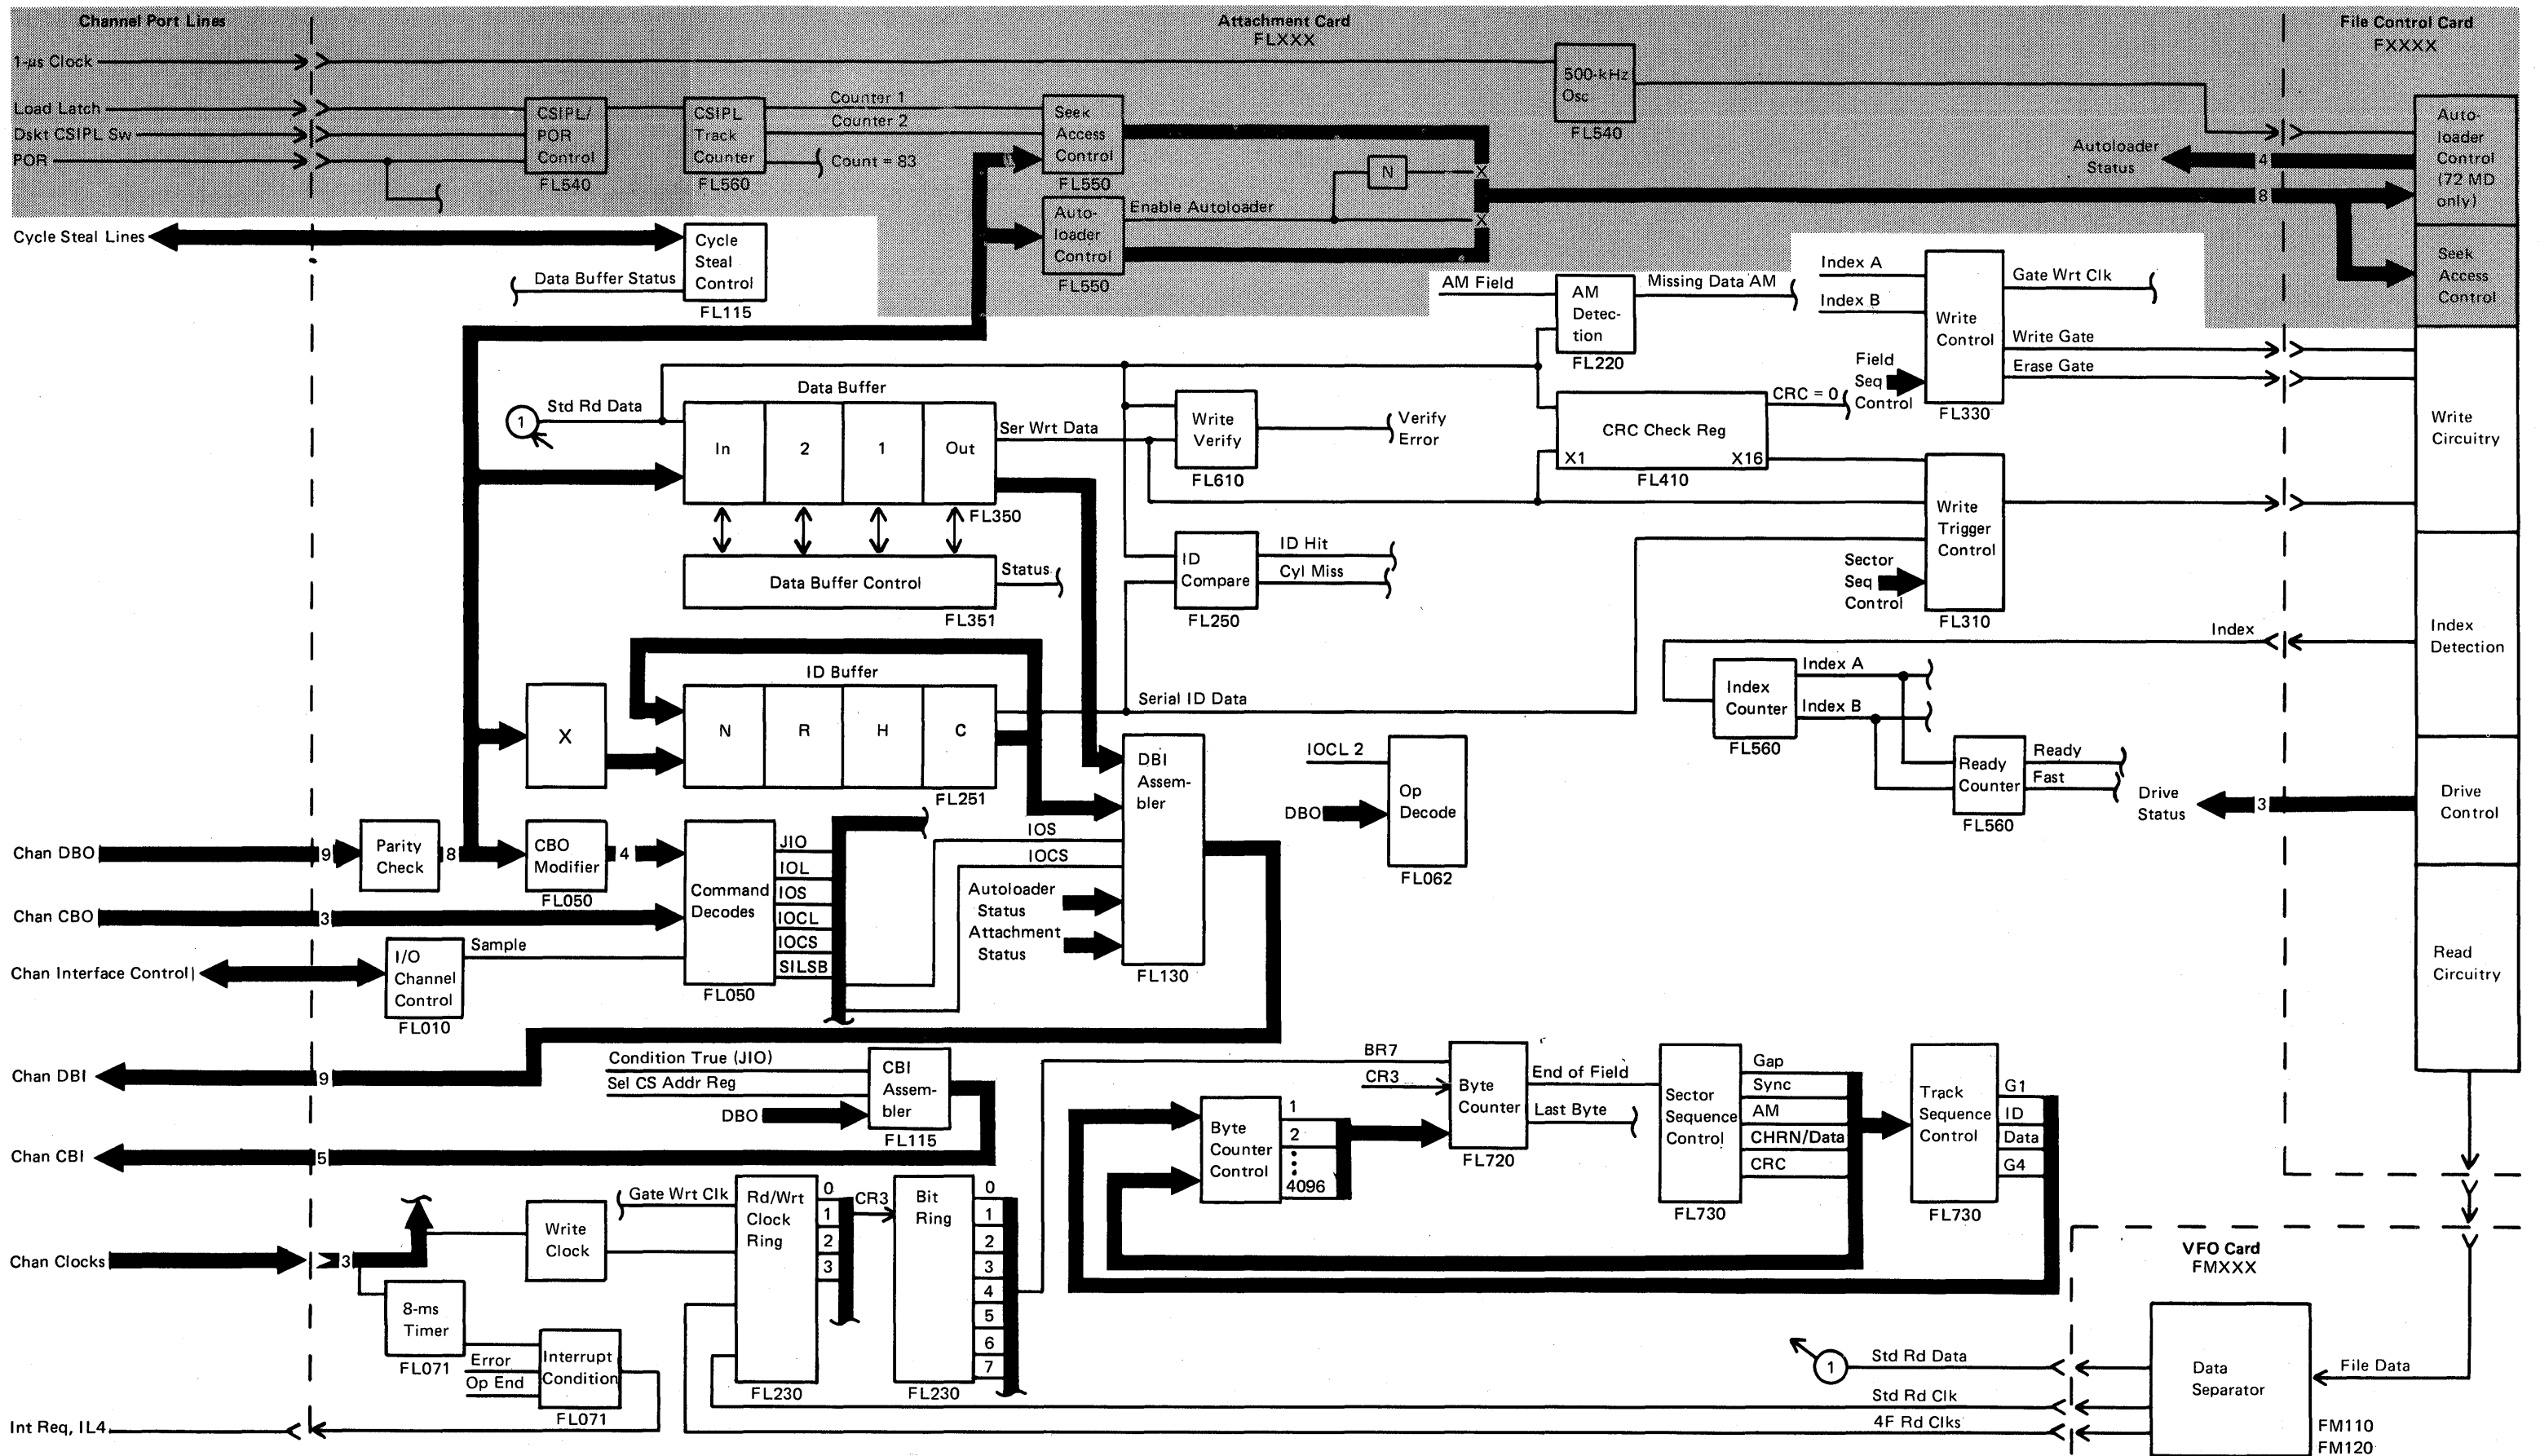 Channel Port Lines
Attachment Card
FLXXX
File Control Card
FXXXX
1-μs Clock
500-kHz
Osc
FL540
Load Latch
Dskt CSIPL Sw
POR
CSIPL/
POR
Control
FL540
CSIPL
Track
Counter
FL560
Counter 1
Counter 2
Count = 83
Seek
Access
Control
FL550
N
X
X
Autoloader
Status
4
8
Auto-
loader
Control
(72 MD
only)
Seek
Access
Control
Auto-
loader
Control
FL550
Enable Autoloader
Cycle Steal Lines
Cycle
Steal
Control
FL115
Data Buffer Status
AM Field
AM
Detec-
tion
FL220
Missing Data AM
Index A
Index B
Write
Control
FL330
Gate Wrt Clk
Write Gate
Erase Gate
Field
Seq
Control
1
Std Rd Data
Data Buffer
In
2
1
Out
FL350
Ser Wrt Data
Write
Verify
FL610
Verify
Error
CRC Check Reg
X1
X16
FL410
CRC = 0
Write
Circuitry
Data Buffer Control
FL351
Status
ID
Compare
FL250
ID Hit
Cyl Miss
Write
Trigger
Control
FL310
Sector
Seq
Control
Index
Index
Detection
ID Buffer
X
N
R
H
C
FL251
Serial ID Data
Index
Counter
FL560
Index A
Index B
Ready
Counter
FL560
Ready
Fast
Drive
Status
3
Drive
Control
DBI
Assem-
bler
FL130
IOCL 2
DBO
Op
Decode
FL062
Chan DBO
9
Parity
Check
8
CBO
Modifier
FL050
4
Command
Decodes
FL050
JIO
IOL
IOS
IOCL
IOCS
SILSB
IOS
IOCS
Autoloader
Status
Attachment
Status
Chan CBO
3
Chan Interface Control
I/O
Channel
Control
FL010
Sample
Read
Circuitry
Chan DBI
9
Condition True (JIO)
Sel CS Addr Reg
DBO
CBI
Assem-
bler
FL115
Chan CBI
5
BR7
CR3
Byte
Counter
FL720
End of Field
Last Byte
Byte
Counter
Control
1
2
4096
Sector
Sequence
Control
FL730
Gap
Sync
AM
CHRN/Data
CRC
Track
Sequence
Control
FL730
G1
ID
Data
G4
Chan Clocks
3
Write
Clock
Gate Wrt Clk
Rd/Wrt
Clock
Ring
FL230
0
1
2
3
CR3
Bit
Ring
FL230
0
1
2
3
4
5
6
7
8-ms
Timer
FL071
Error
Op End
Interrupt
Condition
FL071
Int Req, IL4
VFO Card
FMXXX
1
Std Rd Data
Std Rd Clk
4F Rd Clks
Data
Separator
File Data
FM110
FM120